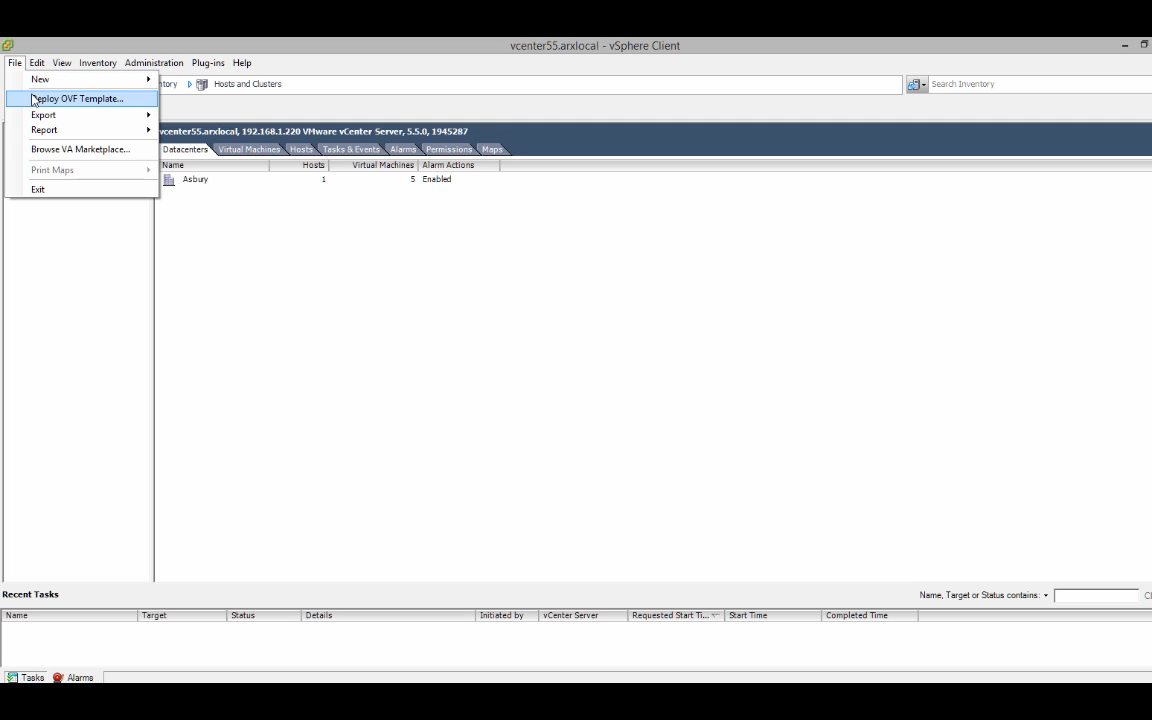 vcenter55.arxlocal - vSphere Client
File Edit View Inventory Administration Plug-ins Help
New
tory Hosts and Clusters Search Inventory
eploy OVF Template...
Export
Report
Browse VA Marketplace...
Print Maps
Exit
vcenter55.arxlocal, 192.168.1.220 VMware vCenter Server, 5.5.0, 1945287
Datacenters Virtual Machines Hosts Tasks & Events Alarms Permissions Maps
Name Hosts Virtual Machines Alarm Actions
Asbury 1 5 Enabled
Recent Tasks Name, Target or Status contains: Cl
Name Target Status Details Initiated by vCenter Server Requested Start Ti... Start Time Completed Time
Tasks Alarms